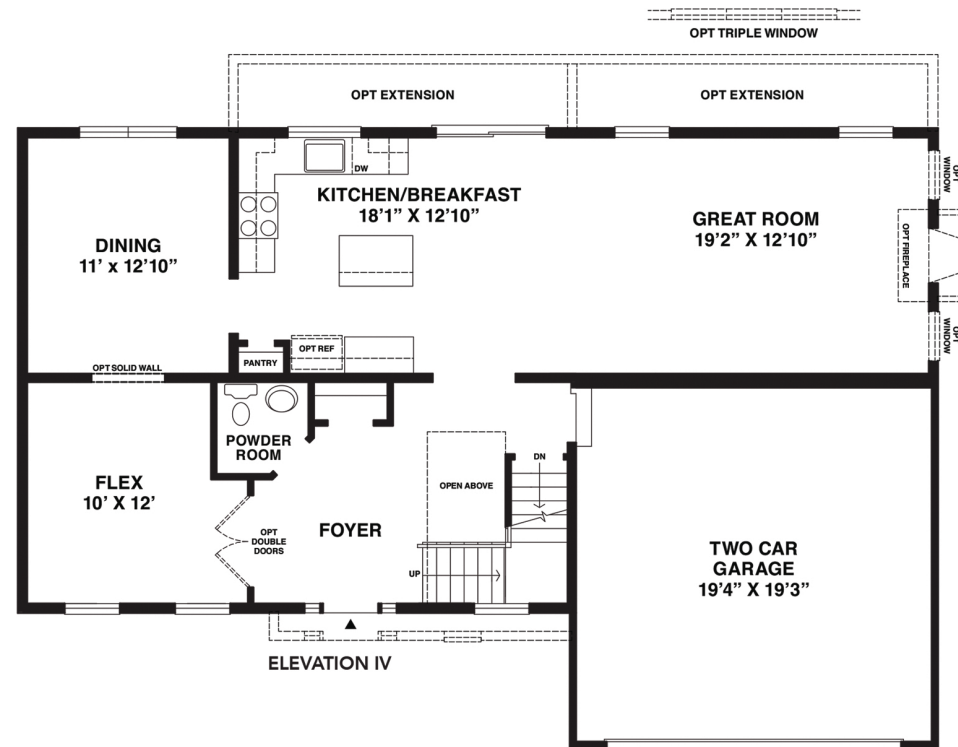 OPT TRIPLE WINDOW
OPT EXTENSION
OPT EXTENSION
DW
KITCHEN/BREAKFAST
18'1” X 12'10”
GREAT ROOM
19'2” X 12'10”
OPT
WINDOW
OPT FIREPLACE
OPT
WINDOW
DINING
11' x 12'10”
OPT REF
PANTRY
OPT SOLID WALL
POWDER
ROOM
FLEX
10' X 12'
OPT
DOUBLE
DOORS
FOYER
OPEN ABOVE
DN
UP
TWO CAR
GARAGE
19'4” X 19'3”
ELEVATION IV